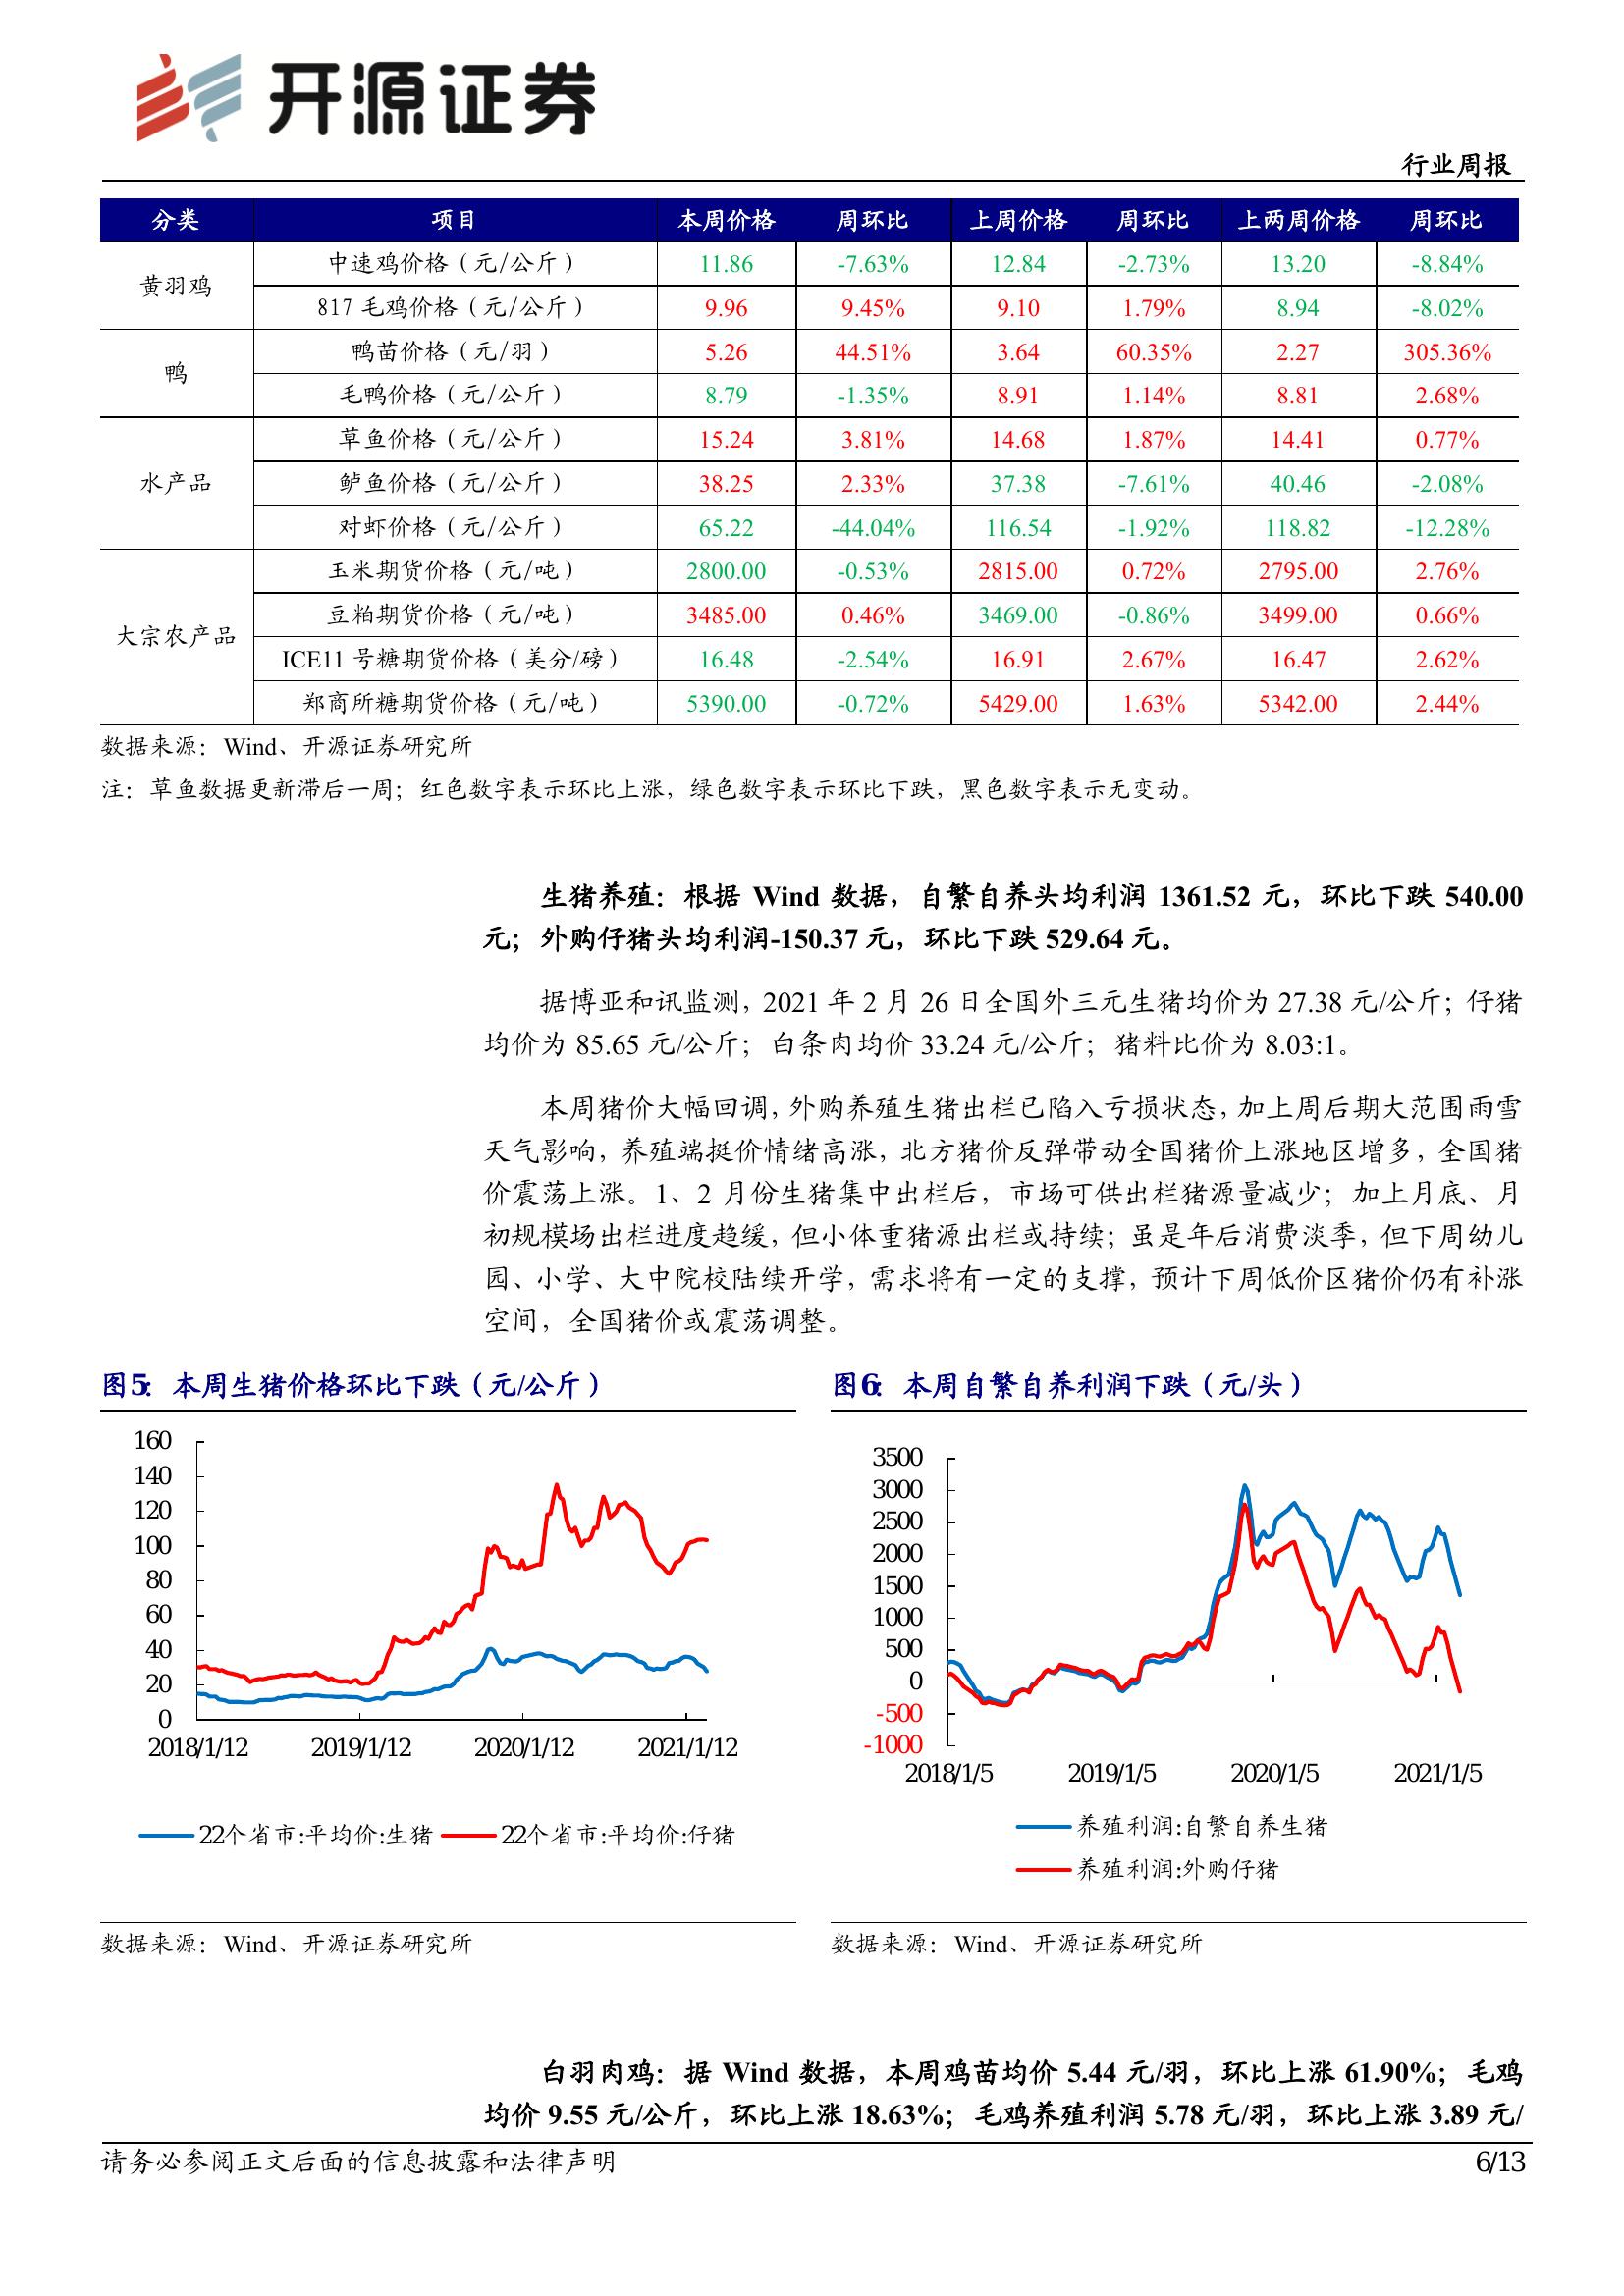 开源证券
行业周报
分类 项目 本周价格 周环比 上周价格 周环比 上两周价格 周环比
黄羽鸡 中速鸡价格（元/公斤） 11.86 -7.63% 12.84 -2.73% 13.20 -8.84%
817 毛鸡价格（元/公斤） 9.96 9.45% 9.10 1.79% 8.94 -8.02%
鸭 鸭苗价格（元/羽） 5.26 44.51% 3.64 60.35% 2.27 305.36%
毛鸭价格（元/公斤） 8.79 -1.35% 8.91 1.14% 8.81 2.68%
水产品 草鱼价格（元/公斤） 15.24 3.81% 14.68 1.87% 14.41 0.77%
鲈鱼价格（元/公斤） 38.25 2.33% 37.38 -7.61% 40.46 -2.08%
对虾价格（元/公斤） 65.22 -44.04% 116.54 -1.92% 118.82 -12.28%
大宗农产品 玉米期货价格（元/吨） 2800.00 -0.53% 2815.00 0.72% 2795.00 2.76%
豆粕期货价格（元/吨） 3485.00 0.46% 3469.00 -0.86% 3499.00 0.66%
ICE11 号糖期货价格（美分/磅） 16.48 -2.54% 16.91 2.67% 16.47 2.62%
郑商所糖期货价格（元/吨） 5390.00 -0.72% 5429.00 1.63% 5342.00 2.44%
数据来源：Wind、开源证券研究所
注：草鱼数据更新滞后一周；红色数字表示环比上涨，绿色数字表示环比下跌，黑色数字表示无变动。
生猪养殖：根据 Wind 数据，自繁自养头均利润 1361.52 元，环比下跌 540.00
元；外购仔猪头均利润-150.37 元，环比下跌 529.64 元。
据博亚和讯监测，2021 年 2 月 26 日全国外三元生猪均价为 27.38 元/公斤；仔猪
均价为 85.65 元/公斤；白条肉均价 33.24 元/公斤；猪料比价为 8.03:1。
本周猪价大幅回调，外购养殖生猪出栏已陷入亏损状态，加上周后期大范围雨雪
天气影响，养殖端挺价情绪高涨，北方猪价反弹带动全国猪价上涨地区增多，全国猪
价震荡上涨。1、2 月份生猪集中出栏后，市场可供出栏猪源量减少；加上月底、月
初规模场出栏进度趋缓，但小体重猪源出栏或持续；虽是年后消费淡季，但下周幼儿
园、小学、大中院校陆续开学，需求将有一定的支撑，预计下周低价区猪价仍有补涨
空间，全国猪价或震荡调整。
图5：本周生猪价格环比下跌（元/公斤）
160
140
120
100
80
60
40
20
0
2018/1/12 2019/1/12 2020/1/12 2021/1/12
22个省市:平均价:生猪 22个省市:平均价:仔猪
数据来源：Wind、开源证券研究所
图6：本周自繁自养利润下跌（元/头）
3500
3000
2500
2000
1500
1000
500
0
-500
-1000
2018/1/5 2019/1/5 2020/1/5 2021/1/5
养殖利润:自繁自养生猪
养殖利润:外购仔猪
数据来源：Wind、开源证券研究所
白羽肉鸡：据 Wind 数据，本周鸡苗均价 5.44 元/羽，环比上涨 61.90%；毛鸡
均价 9.55 元/公斤，环比上涨 18.63%；毛鸡养殖利润 5.78 元/羽，环比上涨 3.89 元/
请务必参阅正文后面的信息披露和法律声明 6/13